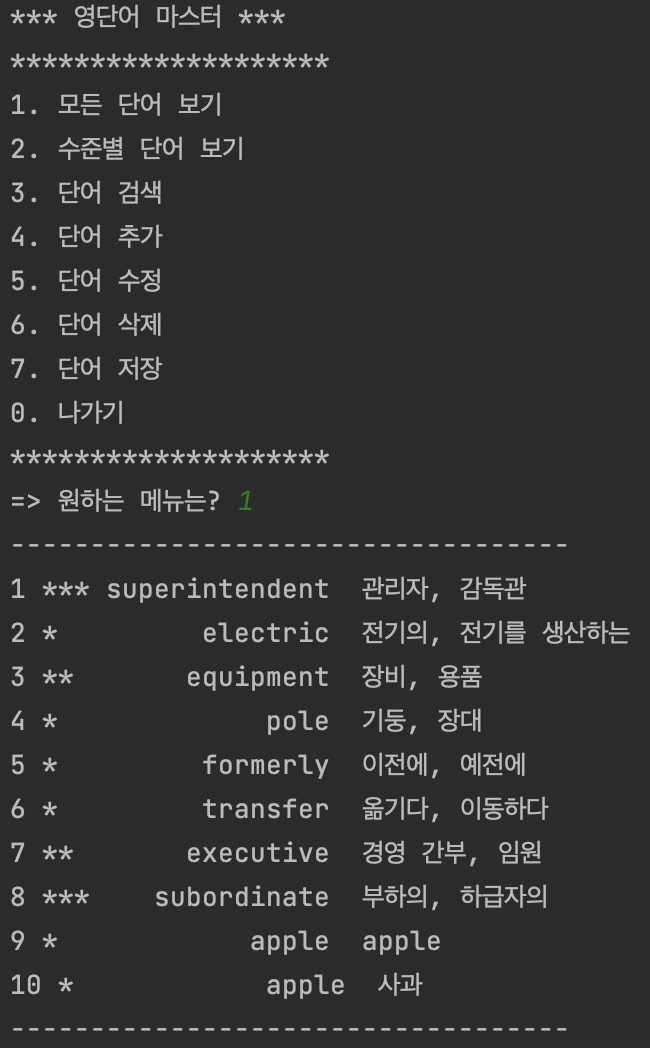 *** 영단어 마스터 ***
********************
1. 모든 단어 보기
2. 수준별 단어 보기
3. 단어 검색
4. 단어 추가
5. 단어 수정
6. 단어 삭제
7. 단어 저장
0. 나가기
********************
=> 원하는 메뉴는? 1
-----------------------------------
1 *** superintendent  관리자, 감독관
2 *         electric  전기의, 전기를 생산하는
3 **       equipment  장비, 용품
4 *             pole  기둥, 장대
5 *         formerly  이전에, 예전에
6 *         transfer  옮기다, 이동하다
7 **       executive  경영 간부, 임원
8 ***    subordinate  부하의, 하급자의
9 *            apple  apple
10 *            apple  사과
-----------------------------------